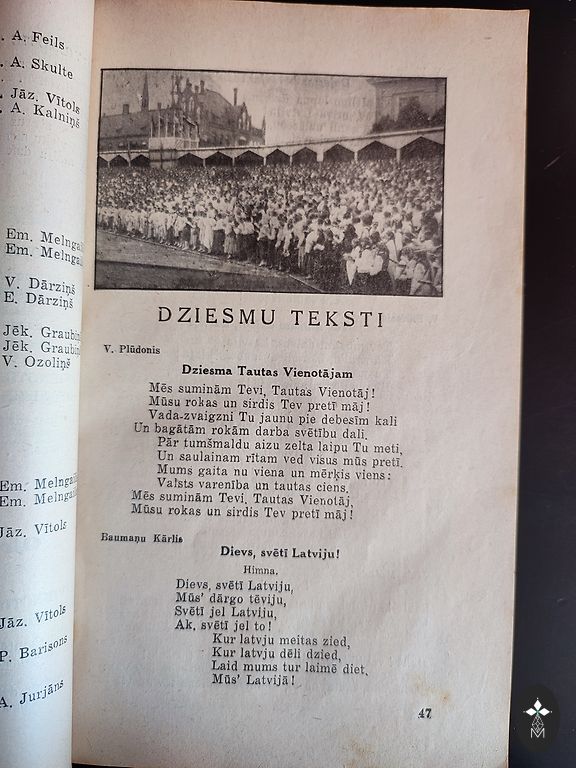 . A. Feils
. A. Skulte
. Jāz. Vītols
. A. Kalniņš
Em.
Em.
V. Dārziņš
E. Dārziņš
Jēk.
Jēk.
V. Ozoliņš
Em.
Em.
Jāz. Vītols
Jāz. Vītols
P. Barisons
A. Jurjāns
DZIESMU TEKSTI
V. Plūdonis
Dziesma Tautas Vienotājam
Mēs suminām Tevi, Tautas Vienotāj!
Mūsu rokas un sirdis Tev pretī māj!
Vada-zvaigzni Tu jaunu pie debesīm kali
Un bagātām rokām darba svētību dali.
Pār tumšmaldu aizu zelta laipu Tu meti,
Un saulainam rītam ved visus mūs pretī.
Mums gaita nu viena un mērķis viens:
Valsts varenība un tautas ciens.
Mēs suminām Tevi, Tautas Vienotāj,
Mūsu rokas un sirdis Tev pretī māj!
Baumaņu Kārlis
Dievs, svētī Latviju!
Himna.
Dievs, svētī Latviju,
Mūs' dārgo tēviju,
Svētī jel Latviju,
Ak, svētī jel to!
Kur latvju meitas zied,
Kur latvju dēli dzied,
Laid mums tur laimē diet,
Mūs' Latvijā!
47
M